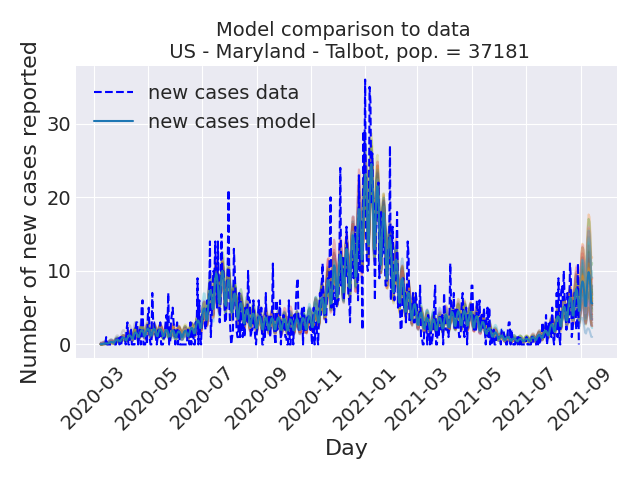 Model comparison to data
US - Maryland - Talbot, pop. = 37181
Number of new cases reported
new cases data
new cases model
30
20
10
0
2020-03
2020-05
2020-07
2020-09
2020-11
2021-01
2021-03
2021-05
2021-07
2021-09
Day